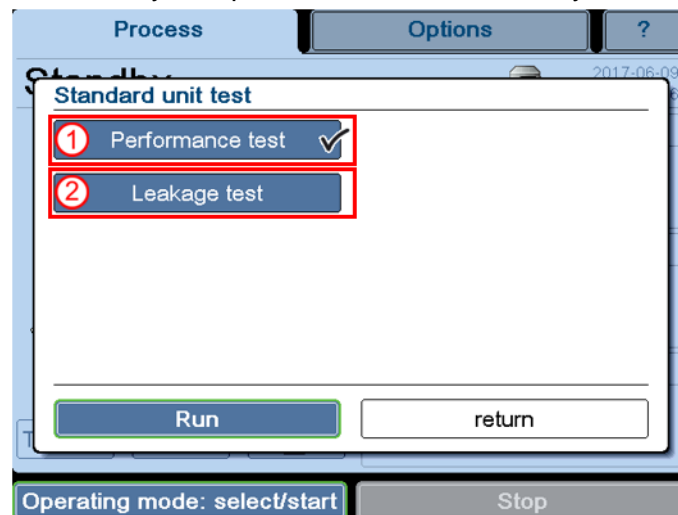 Process
Options
?
Standby
2017-06-09
Standard unit test
1 Performance test
2 Leakage test
Run
return
T
Operating mode: select/start
Stop